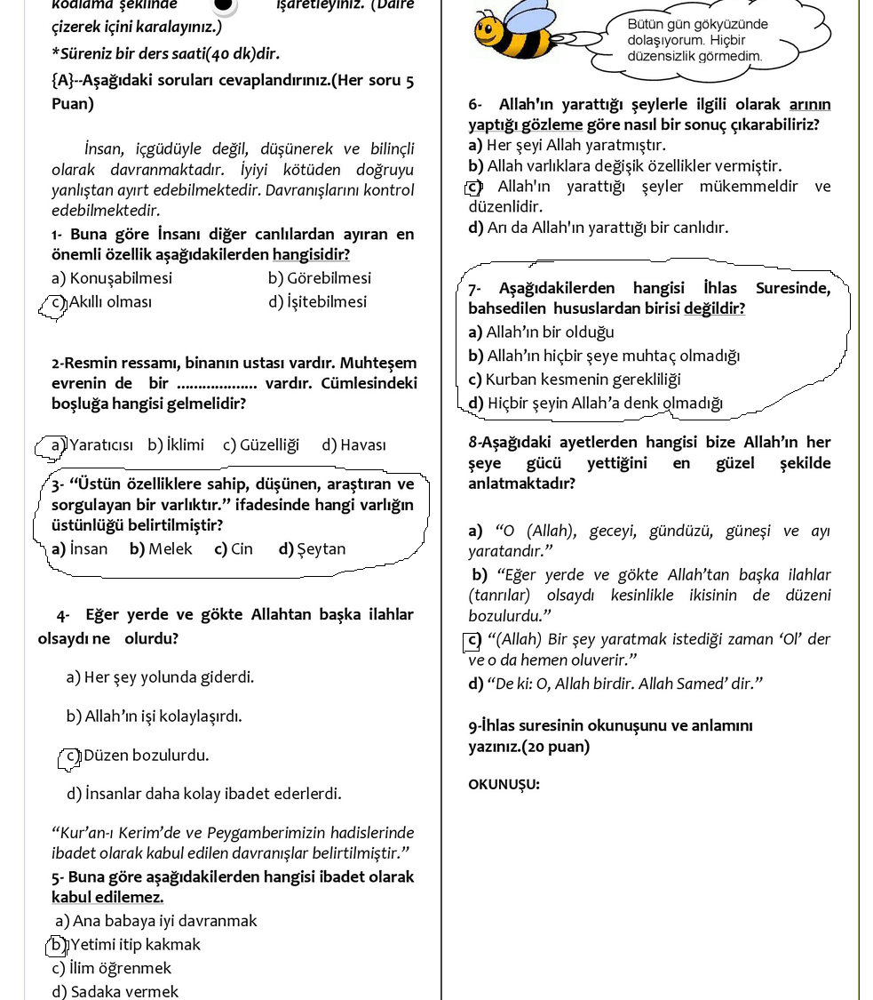 kodlama şeklinde işaretleyiniz. (Daire
çizerek içini karalayınız.)
*Süreniz bir ders saati(40 dk)dir.
{A}--Aşağıdaki soruları cevaplandırınız.(Her soru 5
Puan)
İnsan, içgüdüyle değil, düşünerek ve bilinçli
olarak davranmaktadır. İyiyi kötüden doğruyu
yanlıştan ayırt edebilmektedir. Davranışlarını kontrol
edebilmektedir.
1- Buna göre İnsanı diğer canlılardan ayıran en
önemli özellik aşağıdakilerden hangisidir?
a) Konuşabilmesi b) Görebilmesi
c) Akıllı olması d) İşitebilmesi
2-Resmin ressamı, binanın ustası vardır. Muhteşem
evrenin de bir ................... vardır. Cümlesindeki
boşluğa hangisi gelmelidir?
a) Yaratıcısı b) İklimi c) Güzelliği d) Havası
3- “Üstün özelliklere sahip, düşünen, araştıran ve
sorgulayan bir varlıktır.” ifadesinde hangi varlığın
üstünlüğü belirtilmiştir?
a) İnsan b) Melek c) Cin d) Şeytan
4- Eğer yerde ve gökte Allahtan başka ilahlar
olsaydı ne olurdu?
a) Her şey yolunda giderdi.
b) Allah’ın işi kolaylaşırdı.
c) Düzen bozulurdu.
d) İnsanlar daha kolay ibadet ederlerdi.
“Kur’an-ı Kerim’de ve Peygamberimizin hadislerinde
ibadet olarak kabul edilen davranışlar belirtilmiştir.”
5- Buna göre aşağıdakilerden hangisi ibadet olarak
kabul edilemez.
a) Ana babaya iyi davranmak
b) Yetimi itip kakmak
c) İlim öğrenmek
d) Sadaka vermek
Bütün gün gökyüzünde
dolaşıyorum. Hiçbir
düzensizlik görmedim.
6- Allah'ın yarattığı şeylerle ilgili olarak arının
yaptığı gözleme göre nasıl bir sonuç çıkarabiliriz?
a) Her şeyi Allah yaratmıştır.
b) Allah varlıklara değişik özellikler vermiştir.
c) Allah'ın yarattığı şeyler mükemmeldir ve
düzenlidir.
d) Arı da Allah'ın yarattığı bir canlıdır.
7- Aşağıdakilerden hangisi İhlas Suresinde,
bahsedilen hususlardan birisi değildir?
a) Allah’ın bir olduğu
b) Allah’ın hiçbir şeye muhtaç olmadığı
c) Kurban kesmenin gerekliliği
d) Hiçbir şeyin Allah’a denk olmadığı
8-Aşağıdaki ayetlerden hangisi bize Allah’ın her
şeye gücü yettiğini en güzel şekilde
anlatmaktadır?
a) “O (Allah), geceyi, gündüzü, güneşi ve ayı
yaratandır.”
b) “Eğer yerde ve gökte Allah’tan başka ilahlar
(tanrılar) olsaydı kesinlikle ikisinin de düzeni
bozulurdu.”
c) “(Allah) Bir şey yaratmak istediği zaman ‘Ol’ der
ve o da hemen oluverir.”
d) “De ki: O, Allah birdir. Allah Samed’ dir.”
9-İhlas suresinin okunuşunu ve anlamını
yazınız.(20 puan)
OKUNUŞU: